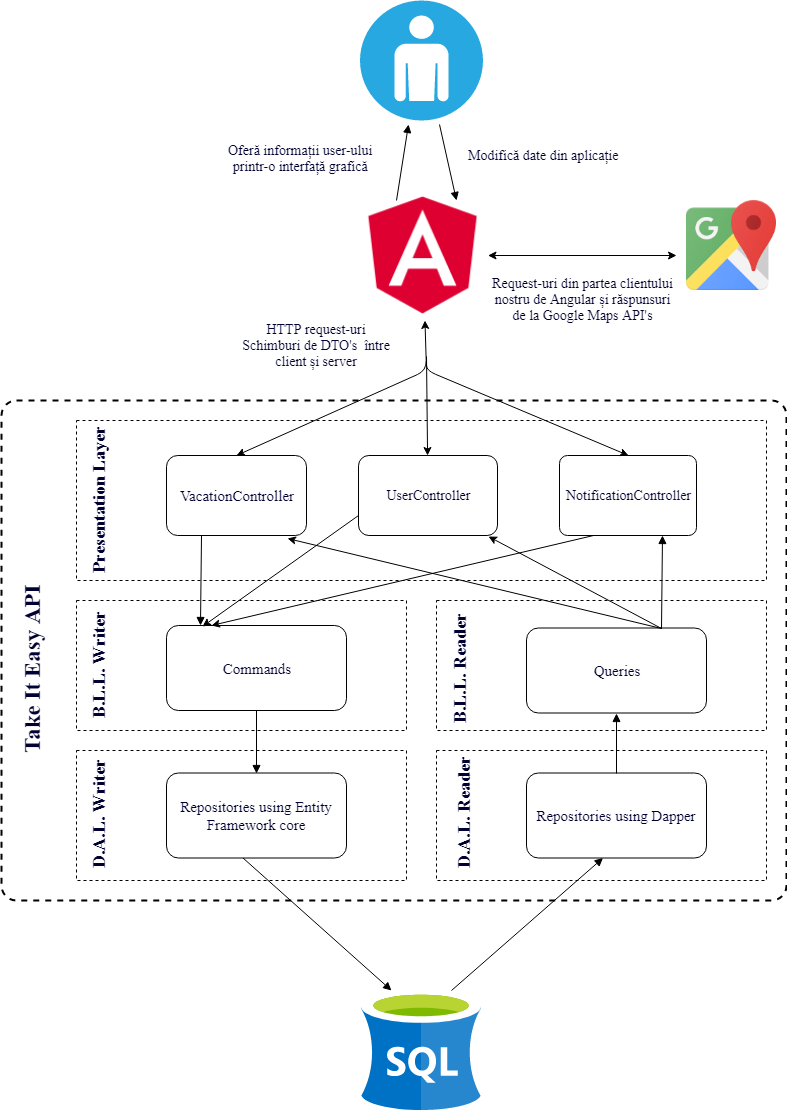 Oferă informații user-ului
printr-o interfață grafică
Modifică date din aplicație
A
G
Request-uri din partea clientului
nostru de Angular și răspunsuri
de la Google Maps API's
HTTP request-uri
Schimburi de DTO's între
client și server
Take It Easy API
Presentation Layer
VacationController
UserController
NotificationController
B.L.L. Writer
Commands
B.L.L. Reader
Queries
D.A.L. Writer
Repositories using Entity
Framework core
D.A.L. Reader
Repositories using Dapper
SQL